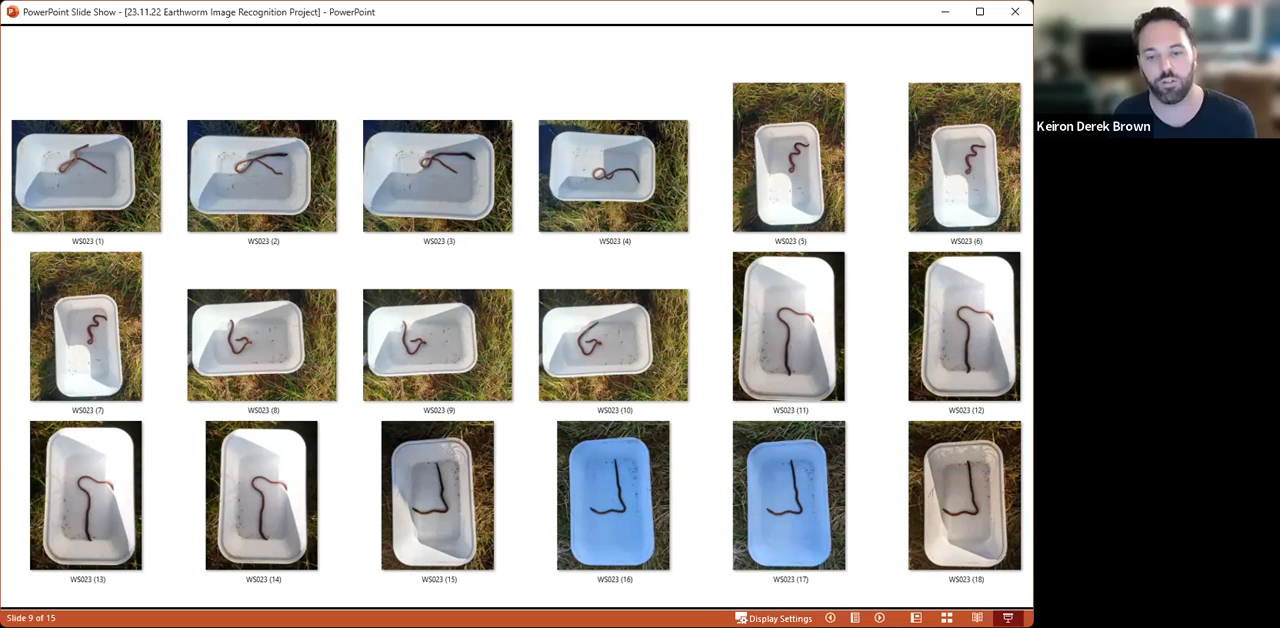 PowerPoint Slide Show - [23.11.22 Earthworm Image Recognition Project] - PowerPoint
Keiron Derek Brown
WS023 (1) WS023 (2) WS023 (3) WS023 (4) WS023 (5) WS023 (6)
WS023 (7) WS023 (8) WS023 (9) WS023 (10) WS023 (11) WS023 (12)
WS023 (13) WS023 (14) WS023 (15) WS023 (16) WS023 (17) WS023 (18)
Slide 9 of 15 Display Settings